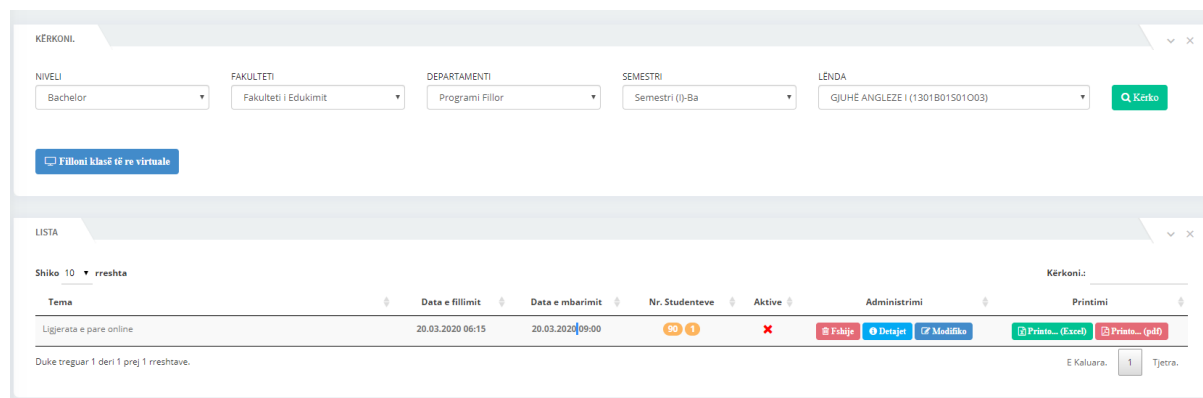 KËRKONI.
NIVELI FAKULTETI DEPARTAMENTI SEMESTRI LËNDA
Bachelor Fakulteti i Edukimit Programi Fillor Semestri (I)-Ba GJUHË ANGLEZE I (1301B01S01O03) Kërko
Filloni klasë të re virtuale
LISTA
Shiko 10 rreshta Kërkoni.:
Tema Data e fillimit Data e mbarimit Nr. Studenteve Aktive Administrimi Printimi
Ligjerata e pare online 20.03.2020 06:15 20.03.2020 09:00 90 1 Fshije Detajet Modifiko Printo... (Excel) Printo... (pdf)
Duke treguar 1 deri 1 prej 1 rreshtave. E Kaluara. 1 Tjetra.